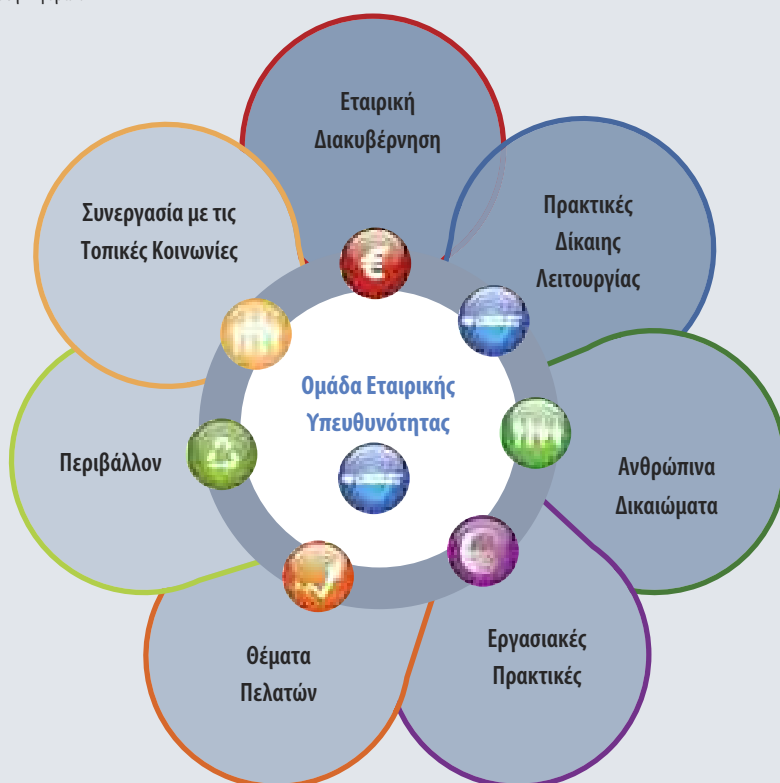 Εταιρική
Διακυβέρνηση
Πρακτικές
Δίκαιης
Λειτουργίας
Συνεργασία με τις
Τοπικές Κοινωνίες
€
Ομάδα Εταιρικής
Υπευθυνότητας
Περιβάλλον
Ανθρώπινα
Δικαιώματα
Εργασιακές
Πρακτικές
Θέματα
Πελατών